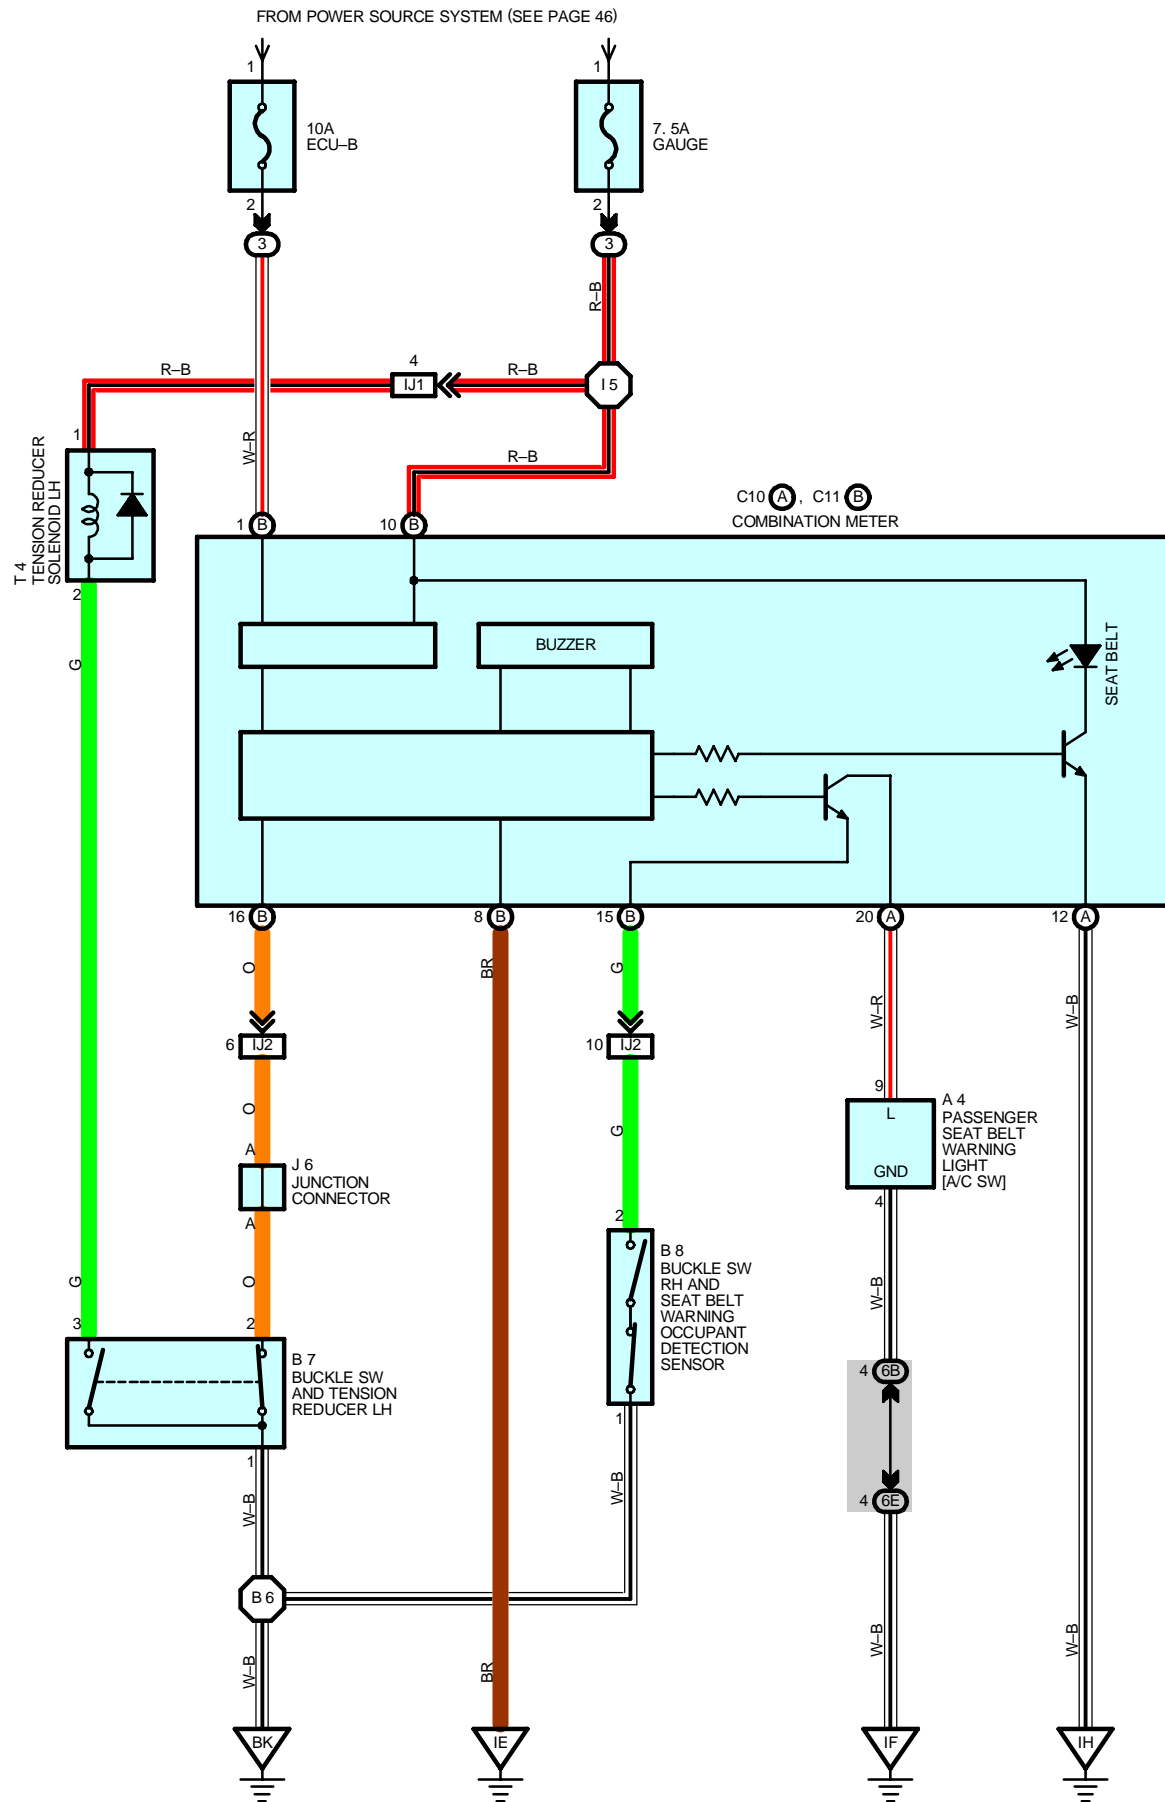 FROM POWER SOURCE SYSTEM (SEE PAGE 46)
1
1
10A
ECU–B
7. 5A
GAUGE
2
2
3
3
R–B
4
R–B
IJ1
R–B
I 5
1
W–R
T 4
TENSION REDUCER
SOLENOID LH
R–B
C10 A , C11 B
COMBINATION METER
1 B
10 B
2
G
BUZZER
SEAT BELT
16 B
8 B
15 B
20 A
12 A
O
BR
G
W–R
W–B
6 IJ2
10 IJ2
O
G
9
L
GND
A 4
PASSENGER
SEAT BELT
WARNING
LIGHT
[A/C SW]
A
J 6
JUNCTION
CONNECTOR
A
4
2
B 8
BUCKLE SW
RH AND
SEAT BELT
WARNING
OCCUPANT
DETECTION
SENSOR
G
O
W–B
3
2
B 7
BUCKLE SW
AND TENSION
REDUCER LH
4 6B
1
1
W–B
W–B
4 6E
B 6
W–B
BR
W–B
W–B
BK
IE
IF
IH